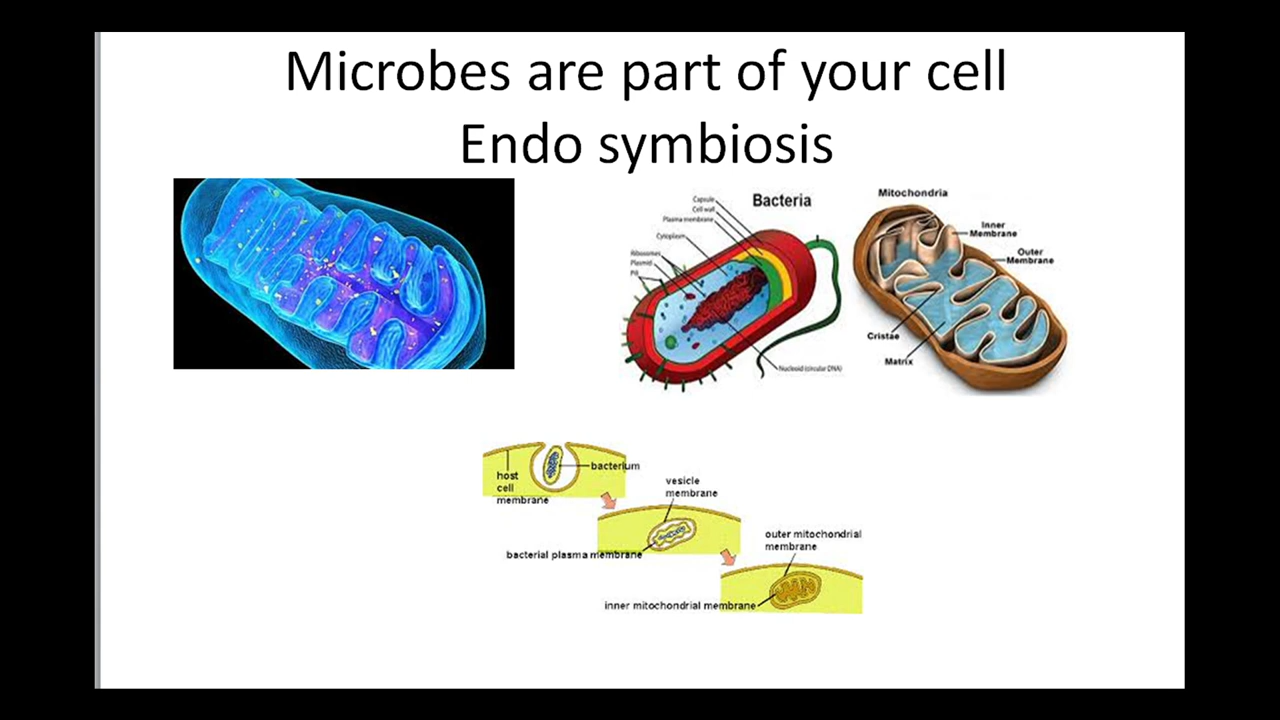 Microbes are part of your cell
Endo symbiosis
Bacteria
Capsule
Cell wall
Plasma membrane
Cytoplasm
Ribosomes
Plasmid
Pili
Nucleoid (circular DNA)
Mitochondria
Inner
Membrane
Outer
Membrane
Cristae
Matrix
host
cell
membrane
bacterium
vesicle
membrane
bacterial plasma membrane
outer mitochondrial
membrane
inner mitochondrial membrane